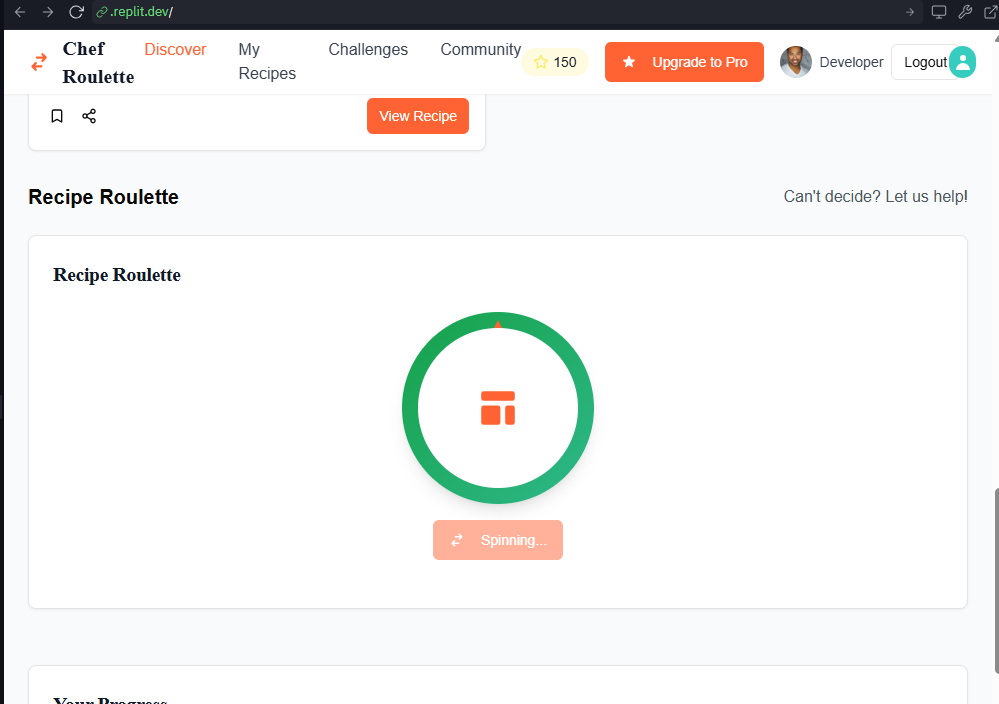 .replit.dev/
Chef
Roulette
Discover
My
Recipes
Challenges
Community
150
Upgrade to Pro
Developer
Logout
View Recipe
Recipe Roulette
Can't decide? Let us help!
Recipe Roulette
Spinning...
Your Progress